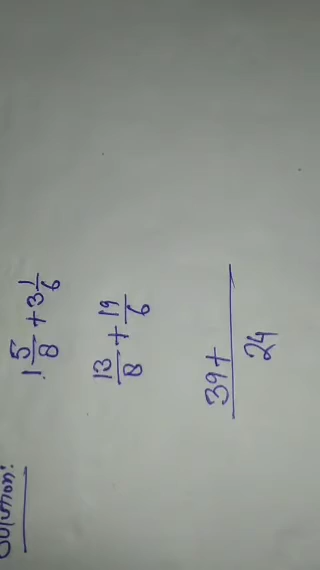 Solution:
1 5/8 + 3 1/6
13/8 + 19/6
39+ / 24